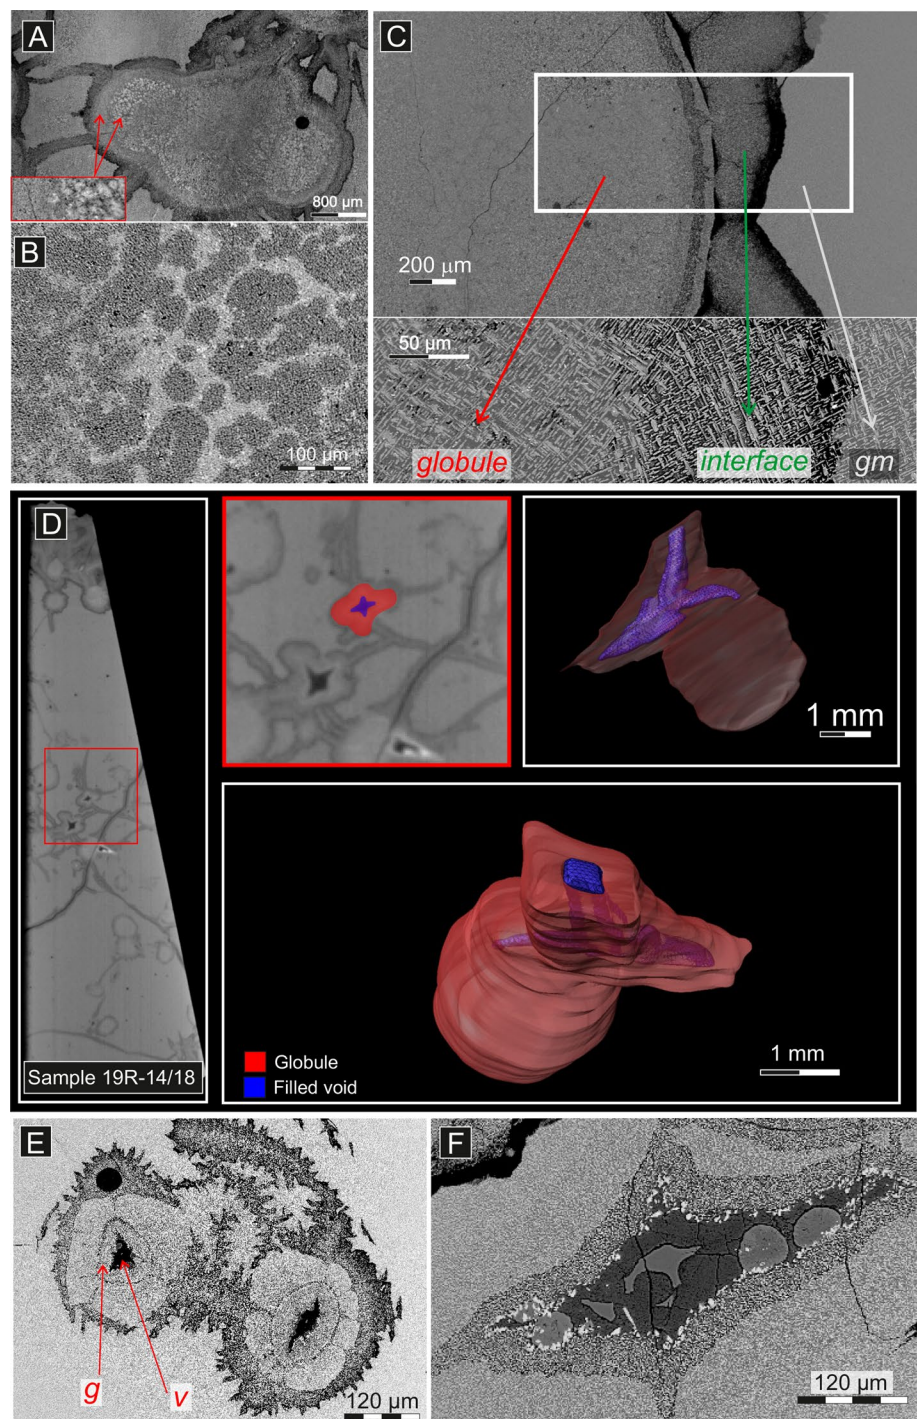 A
800 µm
B
100 µm
C
200 µm
50 µm
globule
interface
gm
D
1 mm
Sample 19R-14/18
Globule
Filled void
1 mm
E
g
v
120 µm
F
120 µm